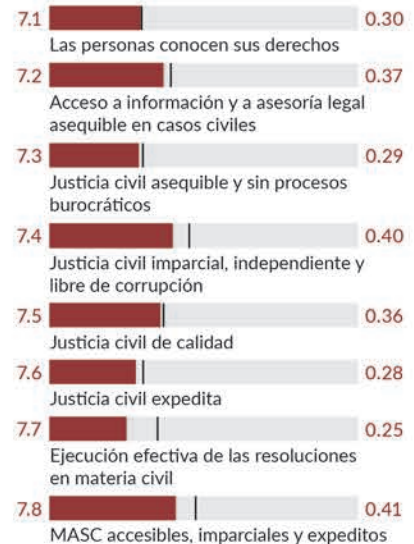 7.1 0.30
Las personas conocen sus derechos
7.2 0.37
Acceso a información y a asesoría legal
asequible en casos civiles
7.3 0.29
Justicia civil asequible y sin procesos
burocráticos
7.4 0.40
Justicia civil imparcial, independiente y
libre de corrupción
7.5 0.36
Justicia civil de calidad
7.6 0.28
Justicia civil expedita
7.7 0.25
Ejecución efectiva de las resoluciones
en materia civil
7.8 0.41
MASC accesibles, imparciales y expeditos